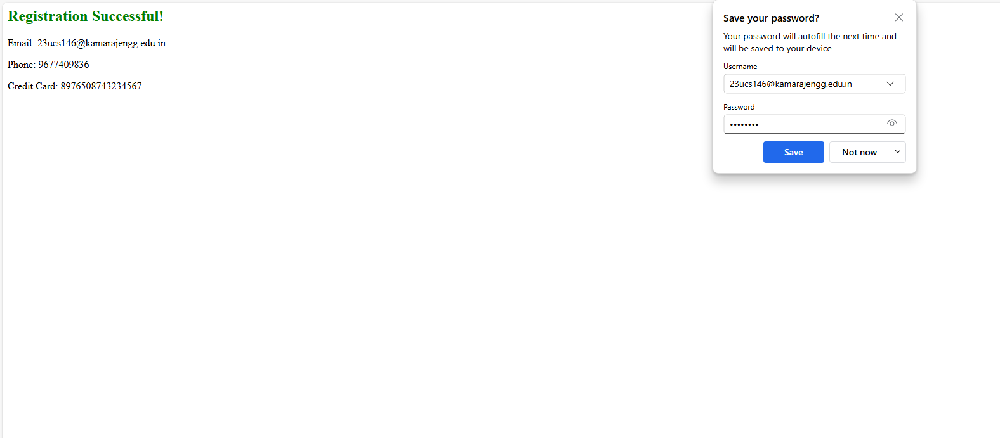 Registration Successful!
Email: 23ucs146@kamarajengg.edu.in
Phone: 9677409836
Credit Card: 8976508743234567
Save your password?
Your password will autofill the next time and
will be saved to your device
Username
23ucs146@kamarajengg.edu.in
Password
••••••••
Save
Not now